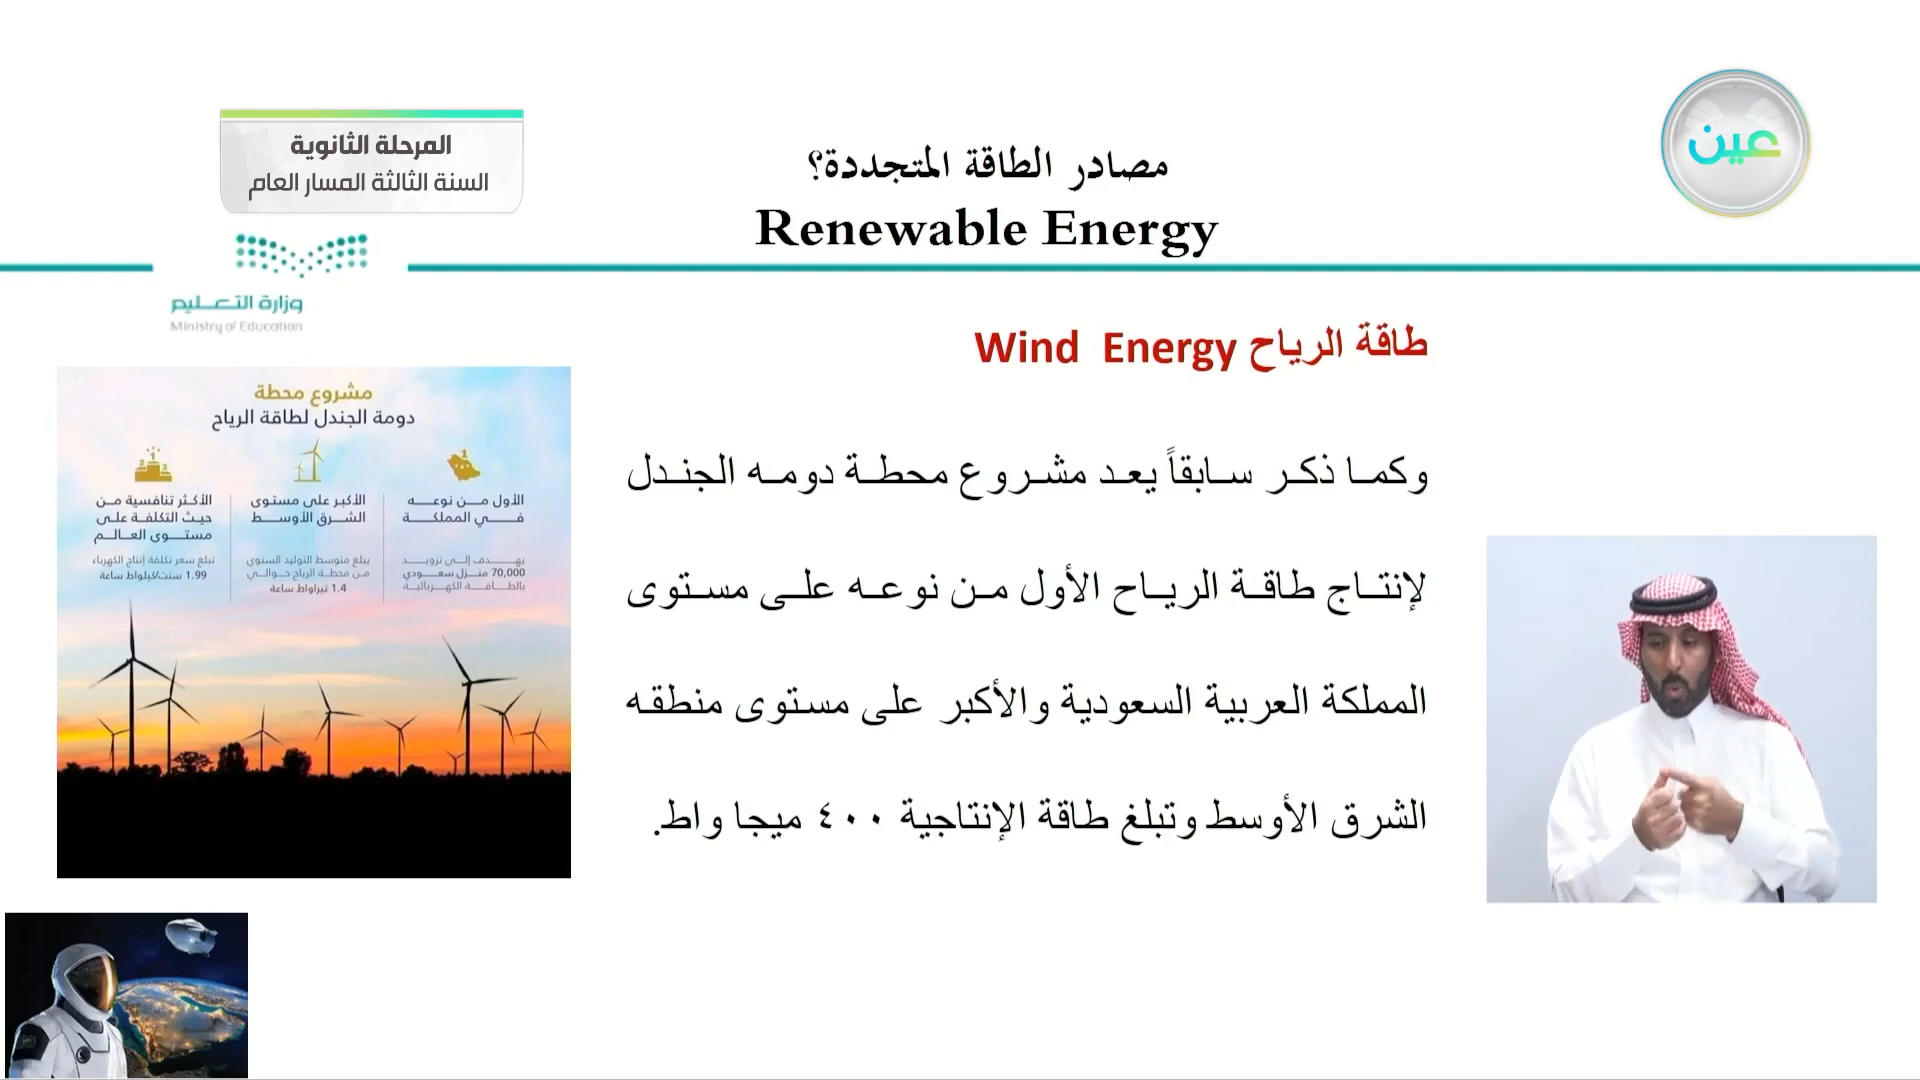 المرحلة الثانوية
السنة الثالثة المسار العام
مصادر الطاقة المتجددة؟
Renewable Energy
عين
وزارة التعليم
Ministry of Education
طاقة الرياح Wind Energy
وكما ذكر سابقاً يعد مشروع محطة دومه الجندل
لإنتاج طاقة الرياح الأول من نوعه على مستوى
المملكة العربية السعودية والأكبر على مستوى منطقه
الشرق الأوسط وتبلغ طاقة الإنتاجية ٤٠٠ ميجا واط.
مشروع محطة
دومة الجندل لطاقة الرياح
الأول من نوعه
في المملكة
بهدف إلى تزويد
70,000 منزل سعودي
بالطاقة الكهربائية
الأكبر على مستوى
الشرق الأوسط
يبلغ متوسط التوليد السنوي
من محطة الرياح حوالي
1.4 تيراواط ساعة
الأكثر تنافسية من
حيث التكلفة على
مستوى العالم
تبلغ سعر تكلفة إنتاج الكهرباء
1.99 سنت/كيلواط ساعة